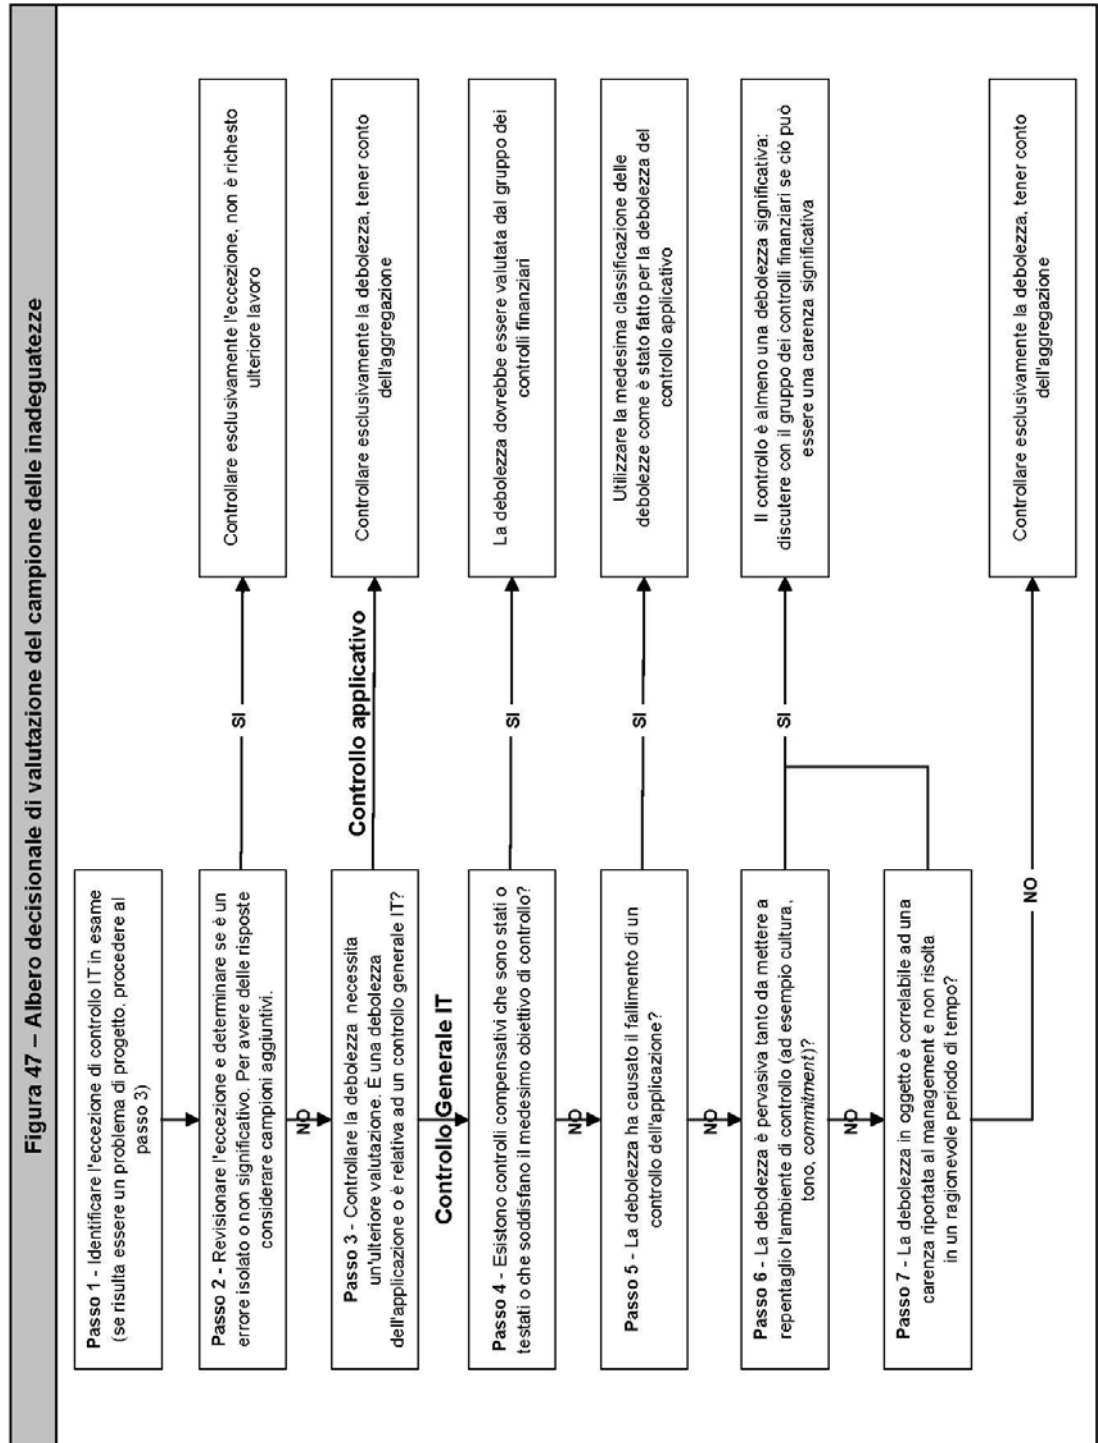 Figura 47 – Albero decisionale di valutazione del campione delle inadeguatezze
Passo 1 - Identificare l'eccezione di controllo IT in esame
(se risulta essere un problema di progetto, procedere al
passo 3)
Passo 2 - Revisionare l'eccezione e determinare se è un
errore isolato o non significativo. Per avere delle risposte
considerare campioni aggiuntivi.
SI
Controllare esclusivamente l'eccezione, non è richesto
ulteriore lavoro
NO
Passo 3 - Controllare la debolezza necessita
un'ulteriore valutazione. È una debolezza
dell'applicazione o è relativa ad un controllo generale IT?
Controllo applicativo
Controllare esclusivamente la debolezza, tener conto
dell'aggregazione
Controllo Generale IT
Passo 4 - Esistono controlli compensativi che sono stati o
testati o che soddisfano il medesimo obiettivo di controllo?
SI
La debolezza dovrebbe essere valutata dal gruppo dei
controlli finanziari
NO
Passo 5 - La debolezza ha causato il fallimento di un
controllo dell'applicazione?
SI
Utilizzare la medesima classificazione delle
debolezze come è stato fatto per la debolezza del
controllo applicativo
NO
Passo 6 - La debolezza è pervasiva tanto da mettere a
repentaglio l'ambiente di controllo (ad esempio cultura,
tono, commitment)?
SI
Il controllo è almeno una debolezza significativa:
discutere con il gruppo dei controlli finanziari se ciò può
essere una carenza significativa
NO
Passo 7 - La debolezza in oggetto è correlabile ad una
carenza riportata al management e non risolta
in un ragionevole periodo di tempo?
NO
Controllare esclusivamente la debolezza, tener conto
dell'aggregazione